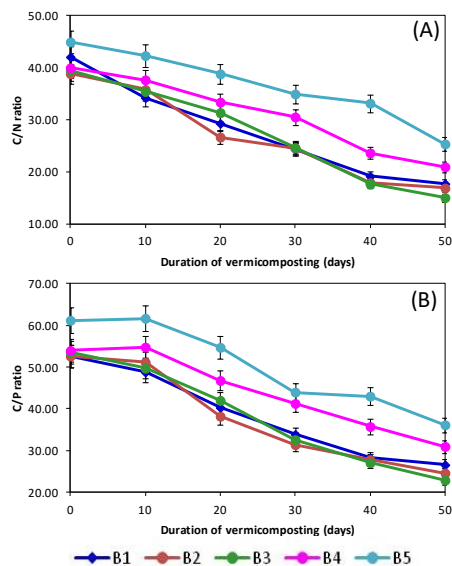 (A)
50.00
40.00
30.00
20.00
10.00
C/N ratio
0 10 20 30 40 50
Duration of vermicomposting (days)
(B)
70.00
60.00
50.00
40.00
30.00
20.00
C/P ratio
0 10 20 30 40 50
Duration of vermicomposting (days)
B1 B2 B3 B4 B5